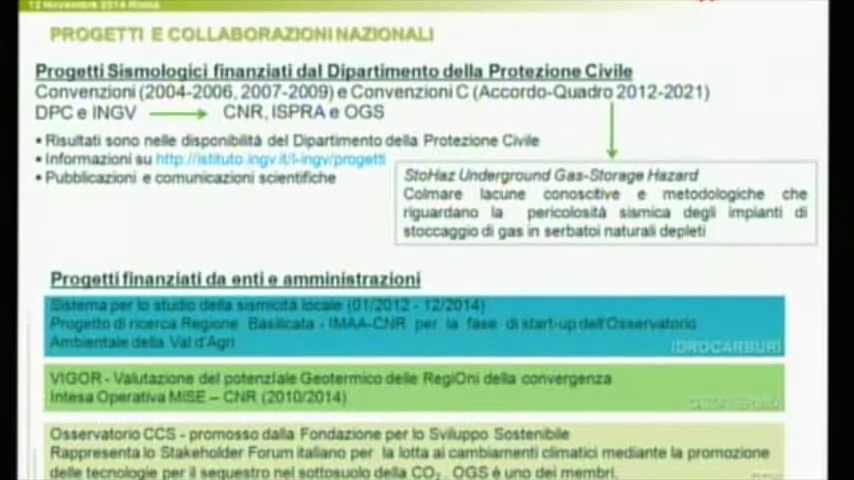 12 Novembre 2014 Roma
PROGETTI E COLLABORAZIONI NAZIONALI
Progetti Sismologici finanziati dal Dipartimento della Protezione Civile
Convenzioni (2004-2006, 2007-2009) e Convenzioni C (Accordo-Quadro 2012-2021)
DPC e INGV → CNR, ISPRA e OGS
• Risultati sono nelle disponibilità del Dipartimento della Protezione Civile
• Informazioni su http://istituto.ingv.it/l-ingv/progetti
• Pubblicazioni e comunicazioni scientifiche
StoHaz Underground Gas-Storage Hazard
Colmare lacune conoscitive e metodologiche che
riguardano la pericolosità sismica degli impianti di
stoccaggio di gas in serbatoi naturali depleti
Progetti finanziati da enti e amministrazioni
Sistema per lo studio della sismicità locale (01/2012 - 12/2014)
Progetto di ricerca Regione Basilicata - IMAA-CNR per la fase di start-up dell'Osservatorio
Ambientale della Val d'Agri
IDROCARBURI
VIGOR - Valutazione del potenzIale Geotermico delle RegiOni della convergenza
Intesa Operativa MiSE – CNR (2010/2014)
GEOTERMIA
Osservatorio CCS - promosso dalla Fondazione per lo Sviluppo Sostenibile
Rappresenta lo Stakeholder Forum italiano per la lotta ai cambiamenti climatici mediante la promozione
delle tecnologie per il sequestro nel sottosuolo della CO2 . OGS è uno dei membri.